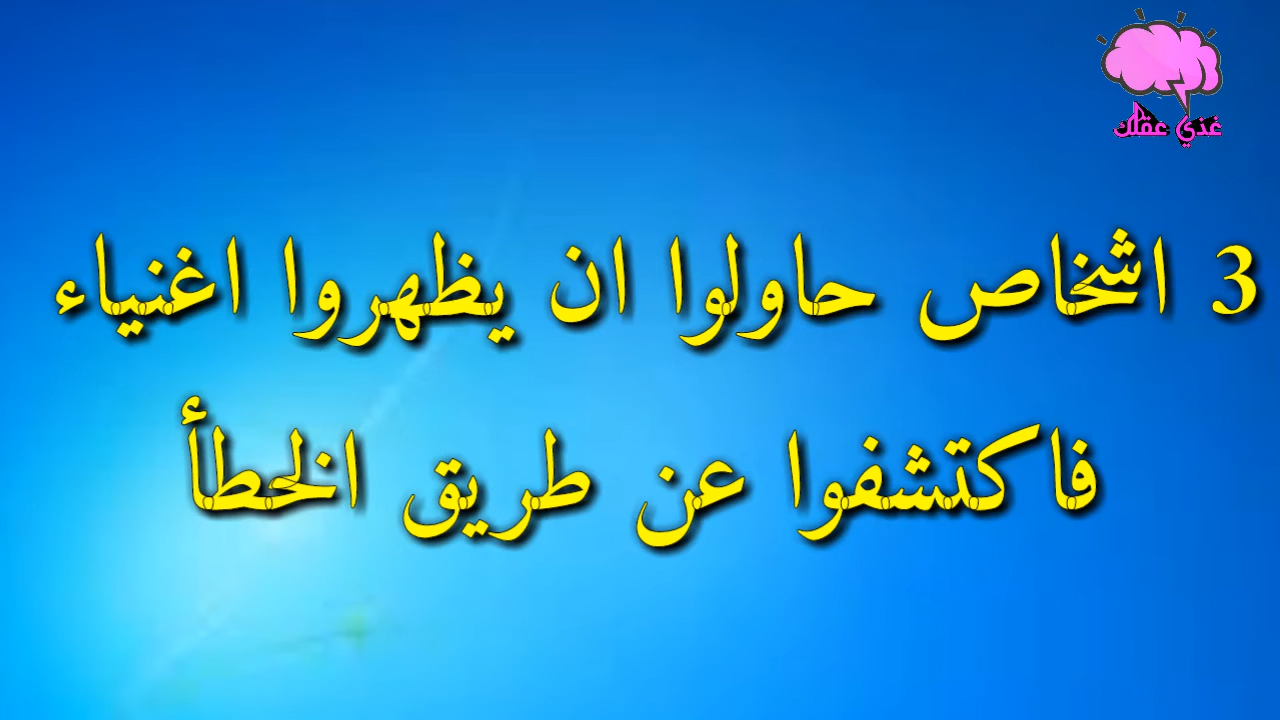 غذي عقلك
3 اشخاص حاولوا ان يظهروا اغنياء
فاكتشفوا عن طريق الخطأ